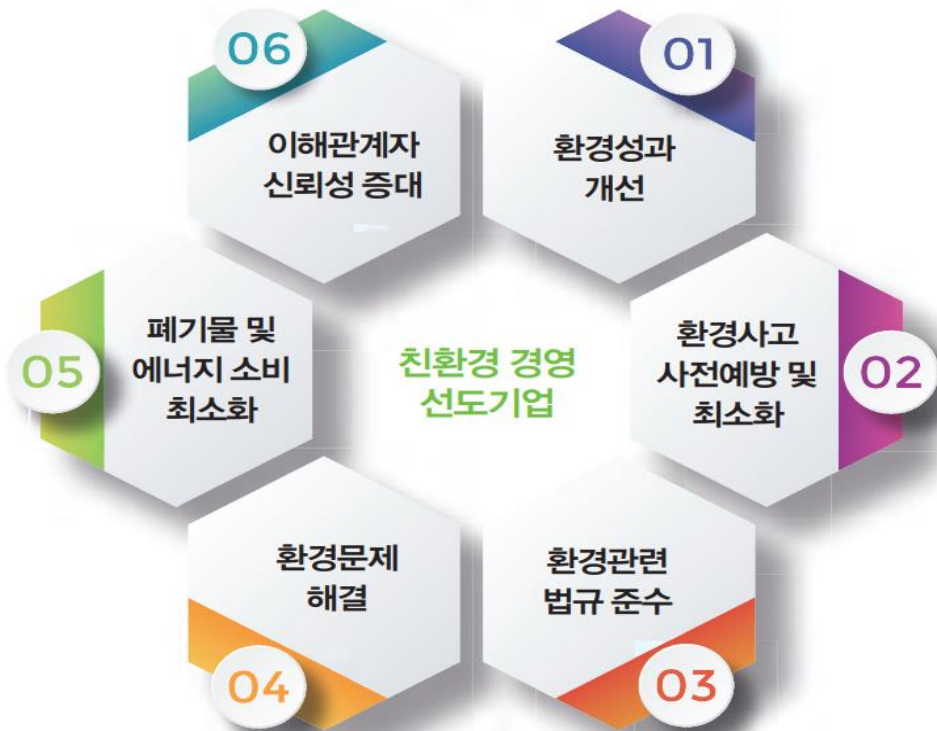 01
환경성과
개선
02
환경사고
사전예방 및
최소화
03
환경관련
법규 준수
04
환경문제
해결
05
폐기물 및
에너지 소비
최소화
06
이해관계자
신뢰성 증대
친환경 경영
선도기업